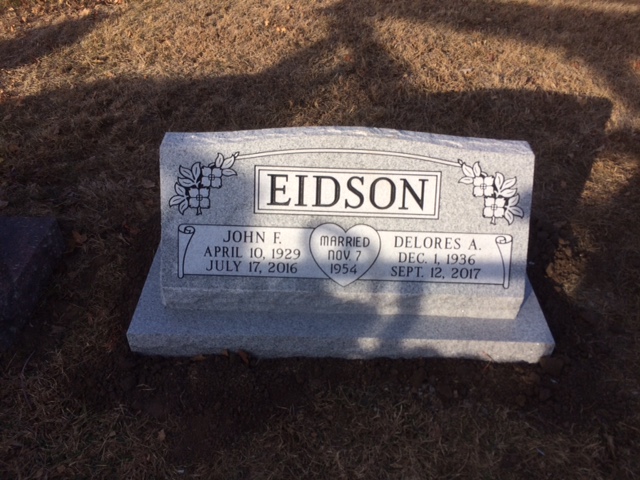 EIDSON
JOHN F.
APRIL 10, 1929
JULY 17, 2016
MARRIED
NOV. 7
1954
DELORES A.
DEC. 1, 1936
SEPT. 12, 2017